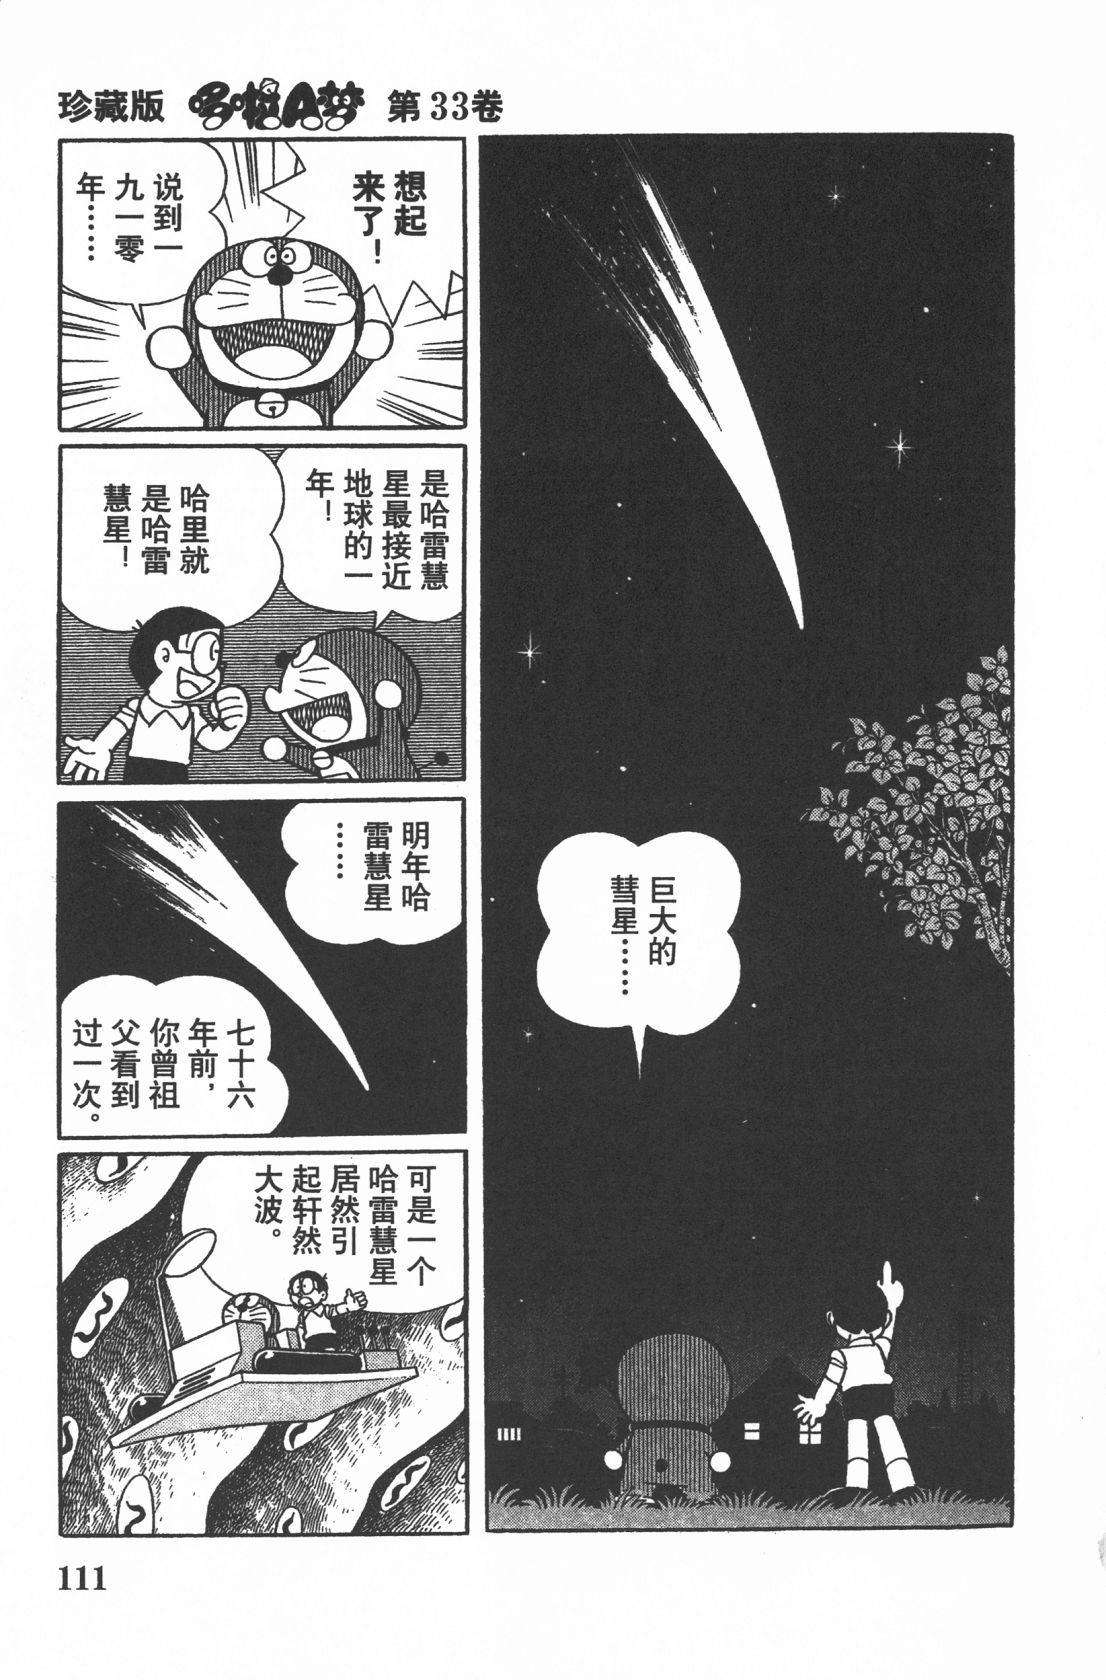 珍藏版 哆啦A梦 第33卷
巨大的
彗星……
想起
来了！
说到一
九一零
年……
是哈雷慧
星最接近
地球的一
年！
哈里就
是哈雷
慧星！
明年哈
雷慧星
……
七十六
年前，
你曾祖
父看到
过一次。
可是一个
哈雷慧星
居然引
起轩然
大波。
111